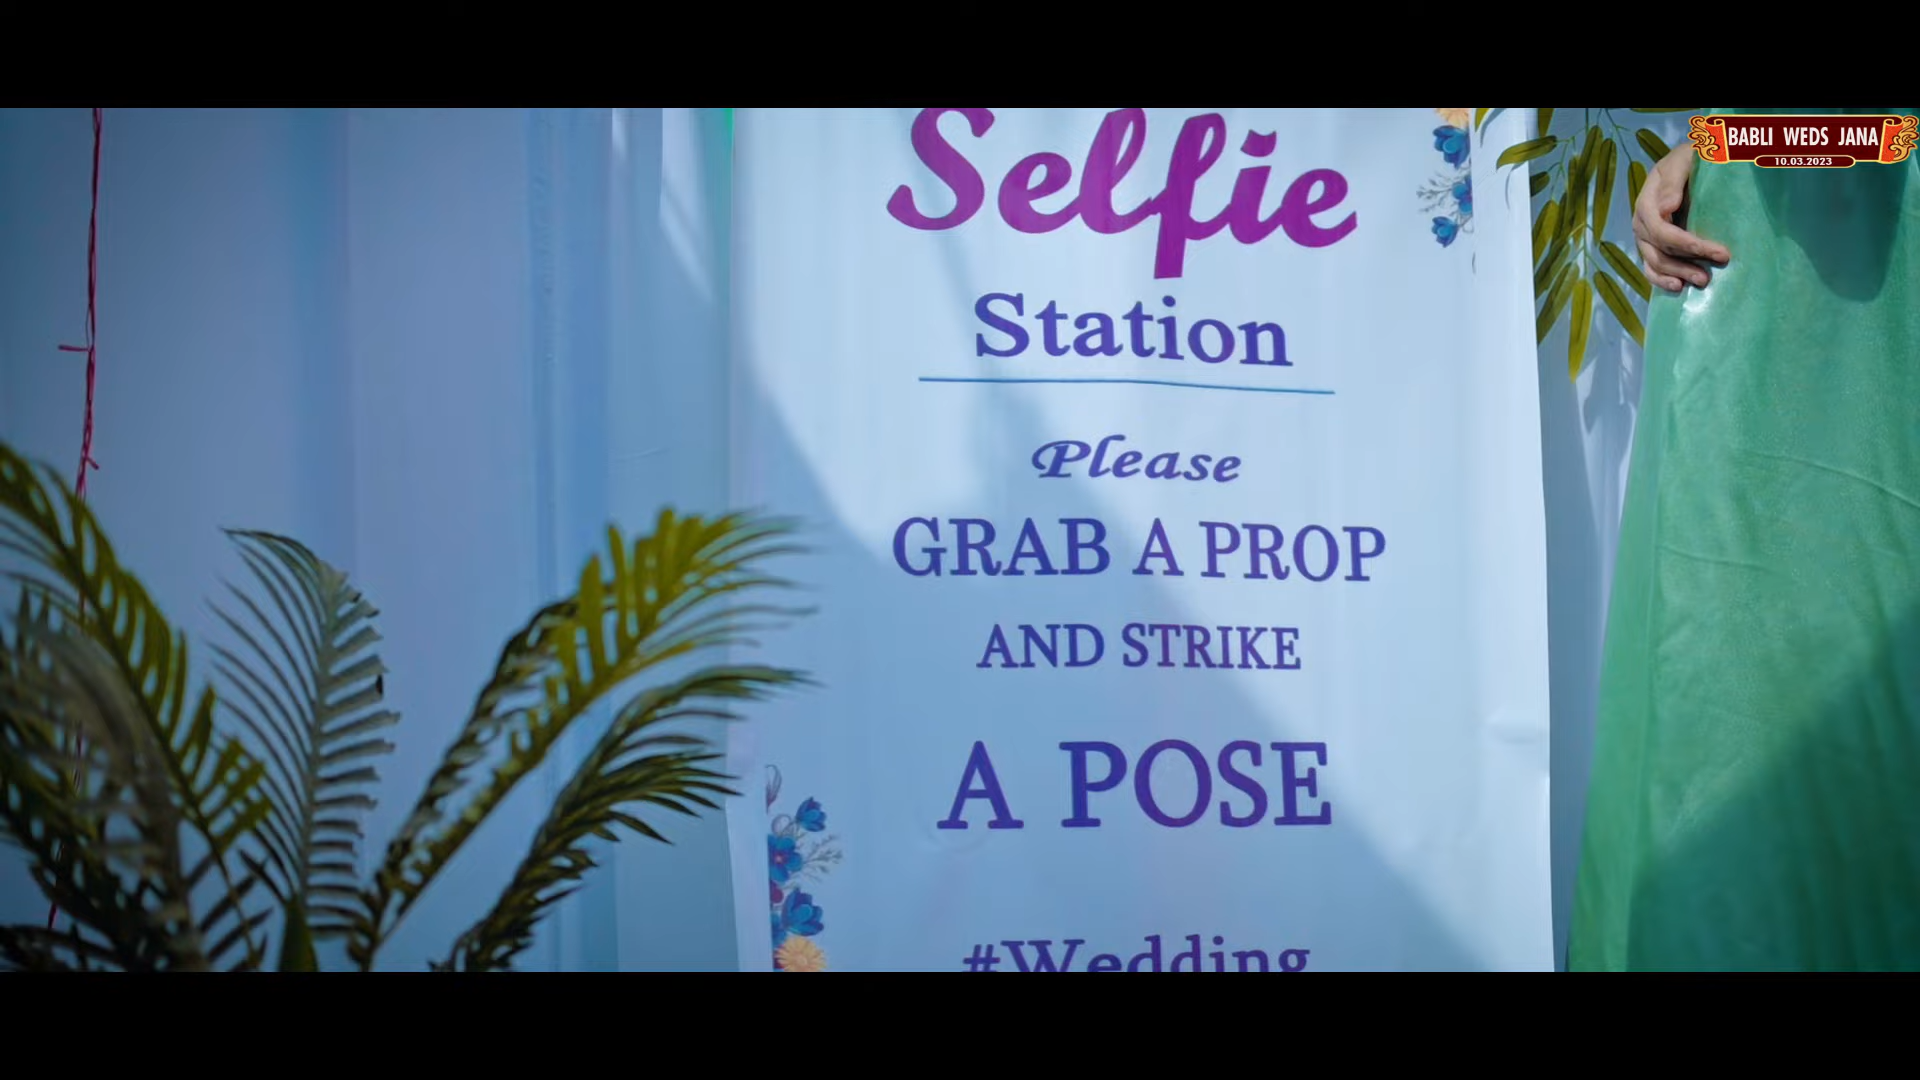 BABLI WEDS JANA
10.03.2023
Selfie
Station
Please
GRAB A PROP
AND STRIKE
A POSE
#Wedding